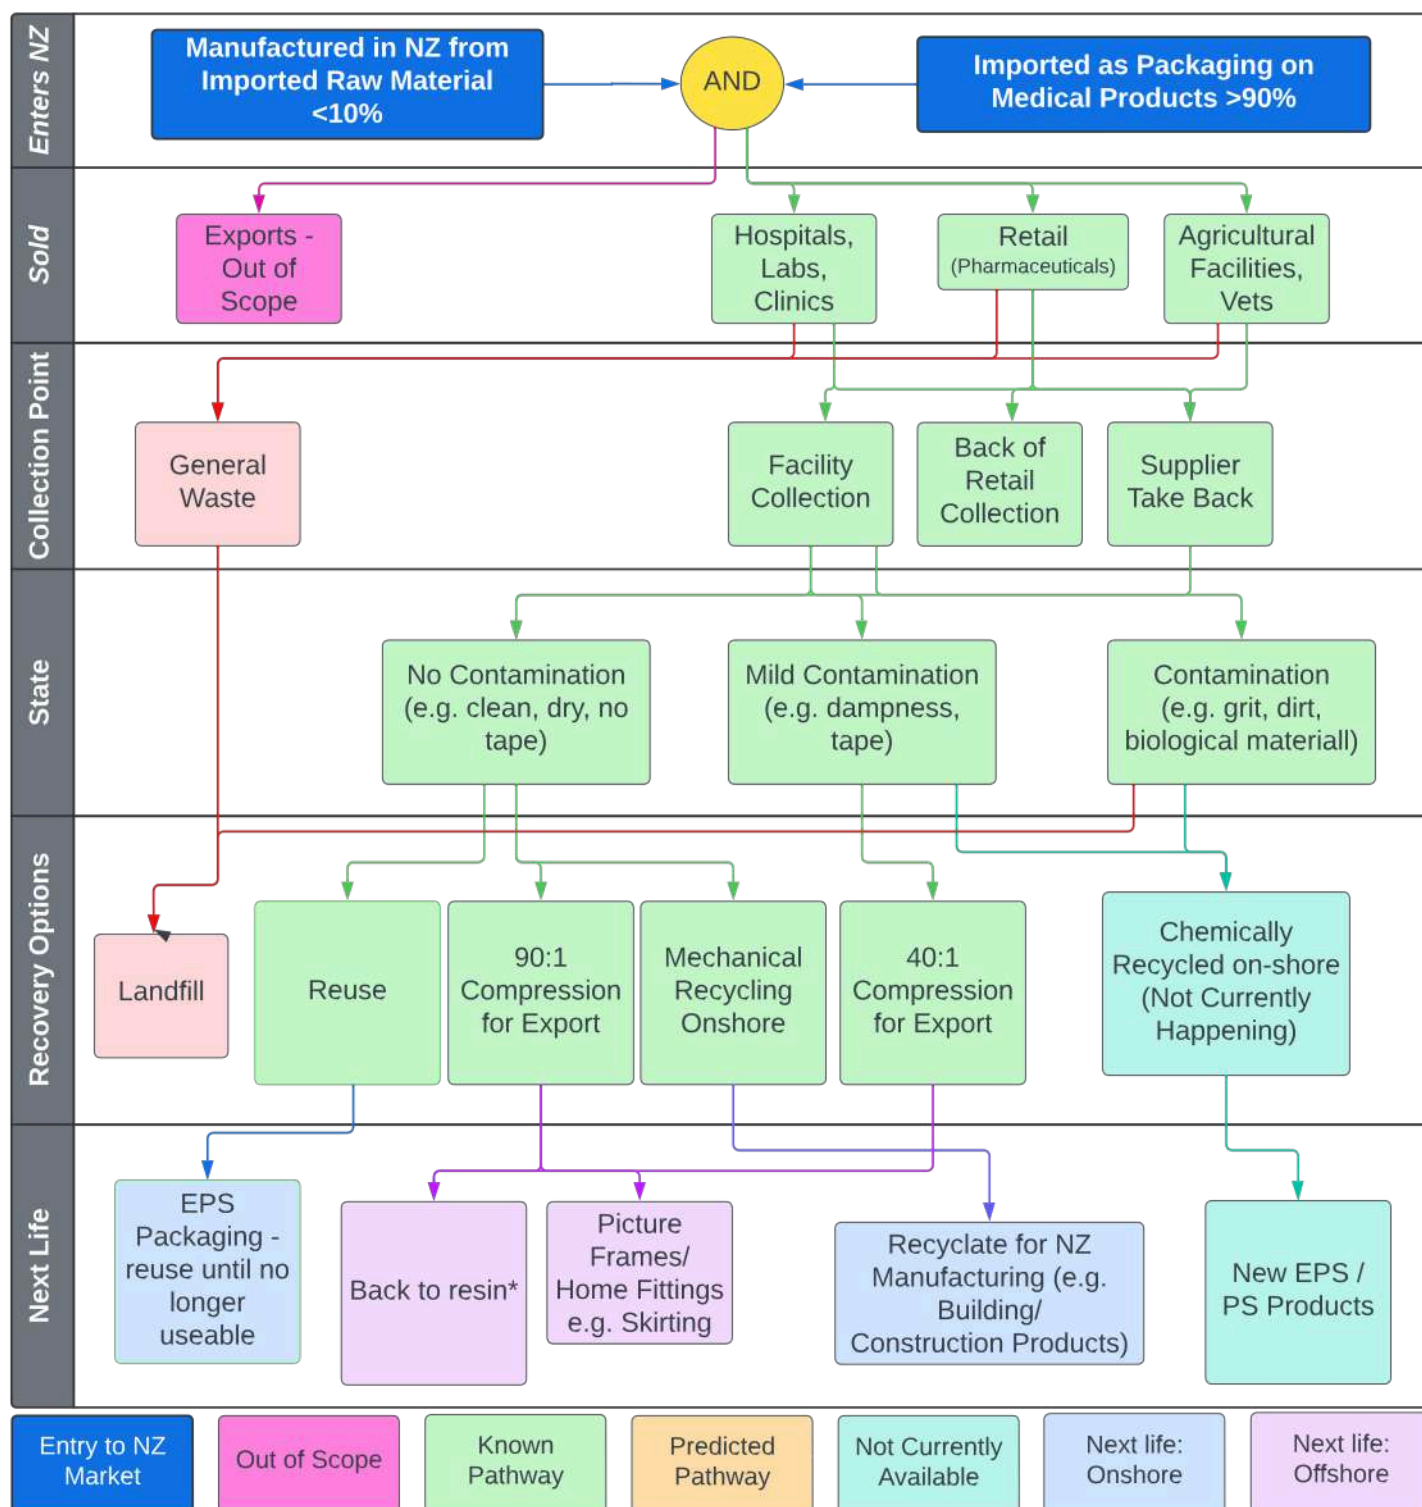 Enters NZ
Manufactured in NZ from
Imported Raw Material
<10%
AND
Imported as Packaging on
Medical Products >90%
Sold
Exports -
Out of
Scope
Hospitals,
Labs,
Clinics
Retail
(Pharmaceuticals)
Agricultural
Facilities,
Vets
Collection Point
General
Waste
Facility
Collection
Back of
Retail
Collection
Supplier
Take Back
State
No Contamination
(e.g. clean, dry, no
tape)
Mild Contamination
(e.g. dampness,
tape)
Contamination
(e.g. grit, dirt,
biological materiall)
Recovery Options
Landfill
Reuse
90:1
Compression
for Export
Mechanical
Recycling
Onshore
40:1
Compression
for Export
Chemically
Recycled on-shore
(Not Currently
Happening)
Next Life
EPS
Packaging -
reuse until no
longer
useable
Back to resin*
Picture
Frames/
Home Fittings
e.g. Skirting
Recyclate for NZ
Manufacturing (e.g.
Building/
Construction Products)
New EPS /
PS Products
Entry to NZ
Market
Out of Scope
Known
Pathway
Predicted
Pathway
Not Currently
Available
Next life:
Onshore
Next life:
Offshore